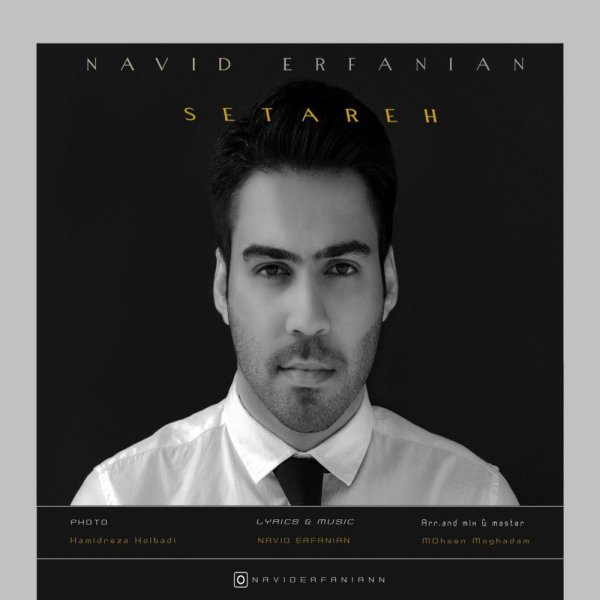 NAVID ERFANIAN
SETAREH
PHOTO
Hamidreza Holbadi
LYRICS & MUSIC
NAVID ERFANIAN
Arr.and mix & master
MOhsen Moghadam
NAVIDERFANIANN